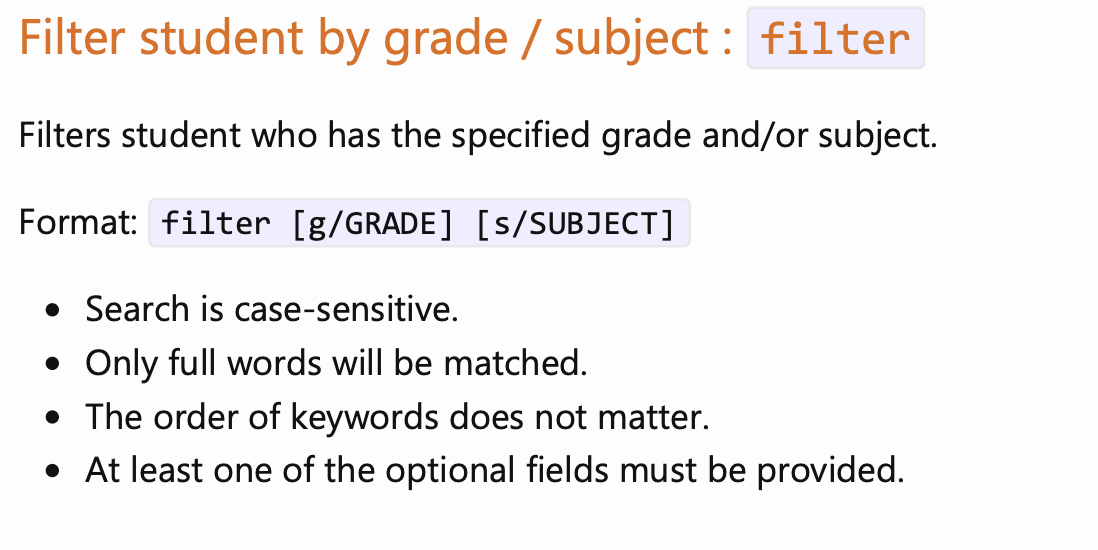 Filter student by grade / subject : filter
Filters student who has the specified grade and/or subject.
Format: filter [g/GRADE] [s/SUBJECT]
• Search is case-sensitive.
• Only full words will be matched.
• The order of keywords does not matter.
• At least one of the optional fields must be provided.